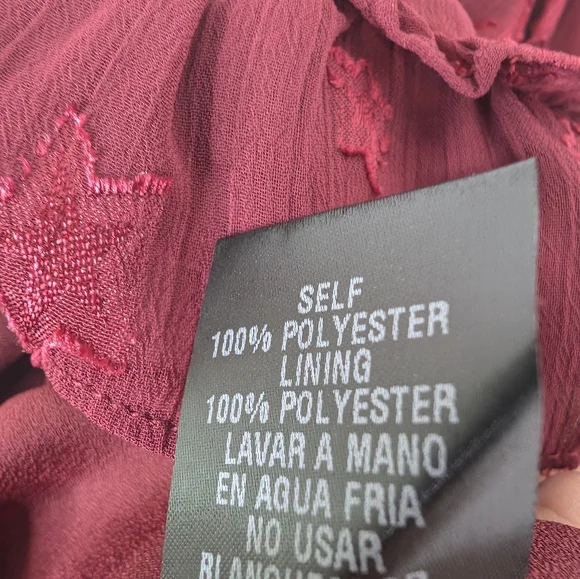 SELF
100% POLYESTER
LINING
100% POLYESTER
LAVAR A MANO
EN AGUA FRIA
NO USAR